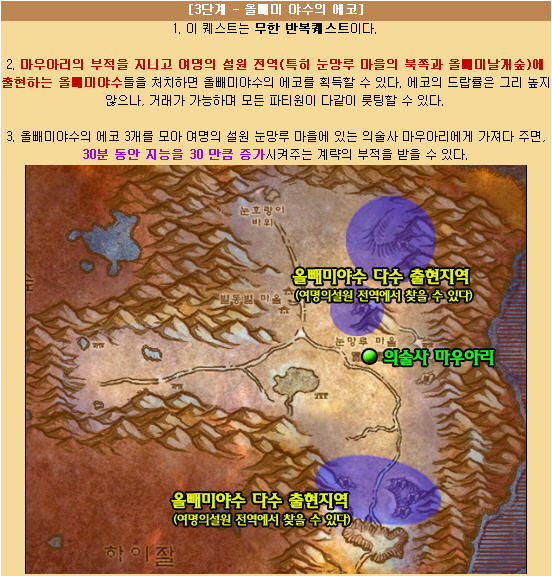 [3단계 - 올빼미 야수의 에코]
1. 이 퀘스트는 무한 반복퀘스트이다.
2. 마우아리의 부적을 지니고 여명의 설원 전역(특히 눈망루 마을의 북쪽과 올빼미날개숲)에
출현하는 올빼미야수들을 처치하면 올빼미야수의 에코를 획득할 수 있다. 에코의 드랍률은 그리 높지
않으나, 거래가 가능하며 모든 파티원이 다같이 룻팅할 수 있다.
3. 올빼미야수의 에코 3개를 모아 여명의 설원 눈망루 마을에 있는 의술사 마우아리에게 가져다 주면,
30분 동안 지능을 30 만큼 증가시켜주는 계략의 부적을 받을 수 있다.
눈호랑이
바위
올빼미야수 다수 출현지역
(여명의설원 전역에서 찾을 수 있다)
별동별 마을
눈망루 마을
의술사 마우아리
올빼미야수 다수 출현지역
(여명의설원 전역에서 찾을 수 있다)
하이잘